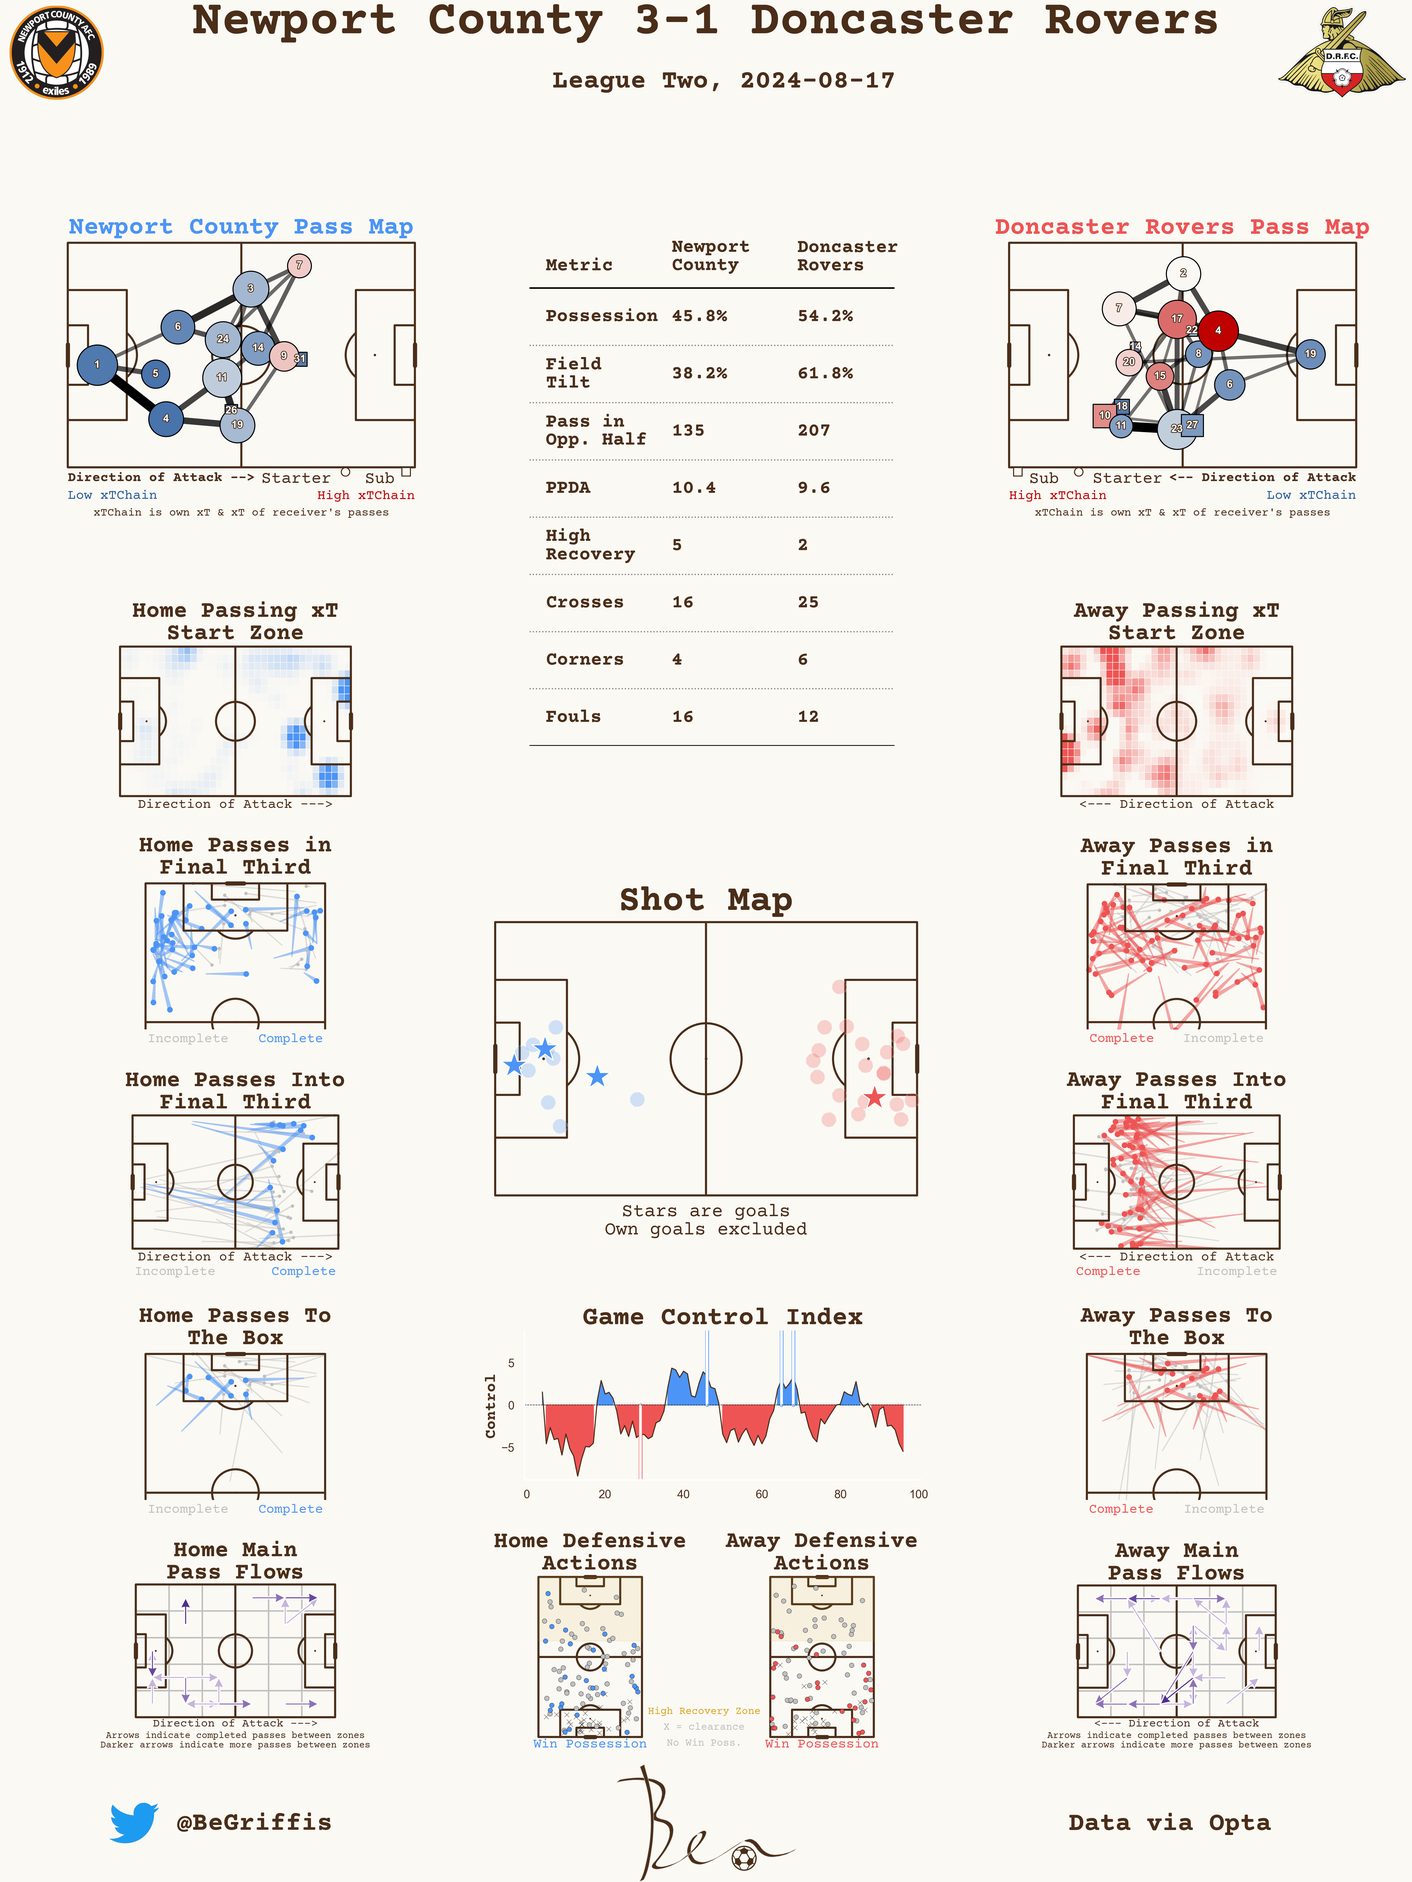 Newport County 3-1 Doncaster Rovers
League Two, 2024-08-17
NEWPORT COUNTY AFC
1912
1989
exiles
D.R.F.C.
Newport County Pass Map
1
5
6
4
3
24
14
11
26
19
9
31
7
Direction of Attack --> Starter Sub
Low xTChain High xTChain
xTChain is own xT & xT of receiver's passes
Metric Newport County Doncaster Rovers
Possession 45.8% 54.2%
Field Tilt 38.2% 61.8%
Pass in Opp. Half 135 207
PPDA 10.4 9.6
High Recovery 5 2
Crosses 16 25
Corners 4 6
Fouls 16 12
Doncaster Rovers Pass Map
2
7
17
22
4
14
20
8
19
15
6
18
10
11
23
27
Sub Starter <-- Direction of Attack
High xTChain Low xTChain
xTChain is own xT & xT of receiver's passes
Home Passing xT
Start Zone
Direction of Attack --->
Away Passing xT
Start Zone
<--- Direction of Attack
Home Passes in
Final Third
Incomplete Complete
Away Passes in
Final Third
Complete Incomplete
Shot Map
Stars are goals
Own goals excluded
Home Passes Into
Final Third
Direction of Attack --->
Incomplete Complete
Away Passes Into
Final Third
<--- Direction of Attack
Complete Incomplete
Home Passes To
The Box
Incomplete Complete
Game Control Index
Control
5
0
−5
0 20 40 60 80 100
Away Passes To
The Box
Complete Incomplete
Home Main
Pass Flows
Direction of Attack --->
Arrows indicate completed passes between zones
Darker arrows indicate more passes between zones
Home Defensive
Actions
Win Possession
High Recovery Zone
X = clearance
No Win Poss.
Away Defensive
Actions
Win Possession
Away Main
Pass Flows
<--- Direction of Attack
Arrows indicate completed passes between zones
Darker arrows indicate more passes between zones
@BeGriffis
Ben
Data via Opta